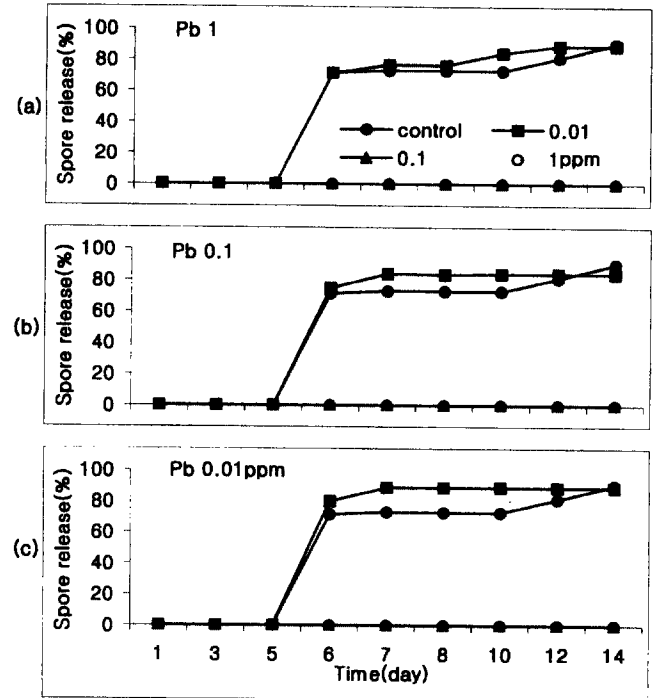 (a)
Spore release(%)
100
80
60
40
20
0
Pb 1
control
0.01
0.1
1ppm
(b)
Spore release(%)
100
80
60
40
20
0
Pb 0.1
(c)
Spore release(%)
100
80
60
40
20
0
Pb 0.01ppm
1 3 5 6 7 8 10 12 14
Time(day)